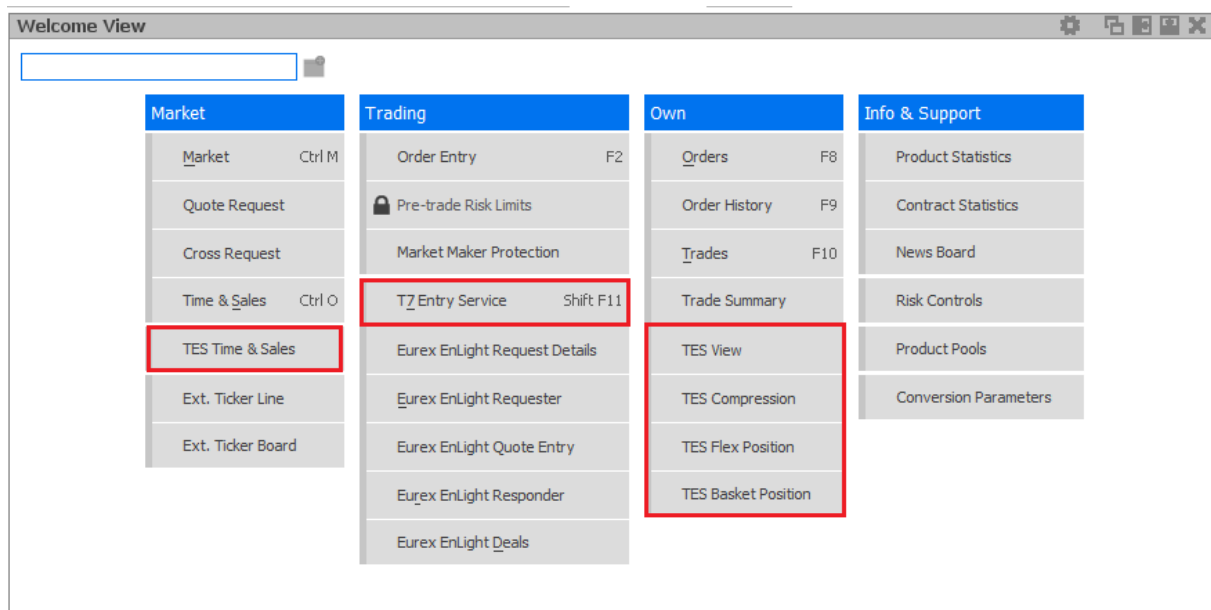 Welcome View
Market
Market Ctrl M
Quote Request
Cross Request
Time & Sales Ctrl O
TES Time & Sales
Ext. Ticker Line
Ext. Ticker Board
Trading
Order Entry F2
Pre-trade Risk Limits
Market Maker Protection
T7 Entry Service Shift F11
Eurex EnLight Request Details
Eurex EnLight Requester
Eurex EnLight Quote Entry
Eurex EnLight Responder
Eurex EnLight Deals
Own
Orders F8
Order History F9
Trades F10
Trade Summary
TES View
TES Compression
TES Flex Position
TES Basket Position
Info & Support
Product Statistics
Contract Statistics
News Board
Risk Controls
Product Pools
Conversion Parameters